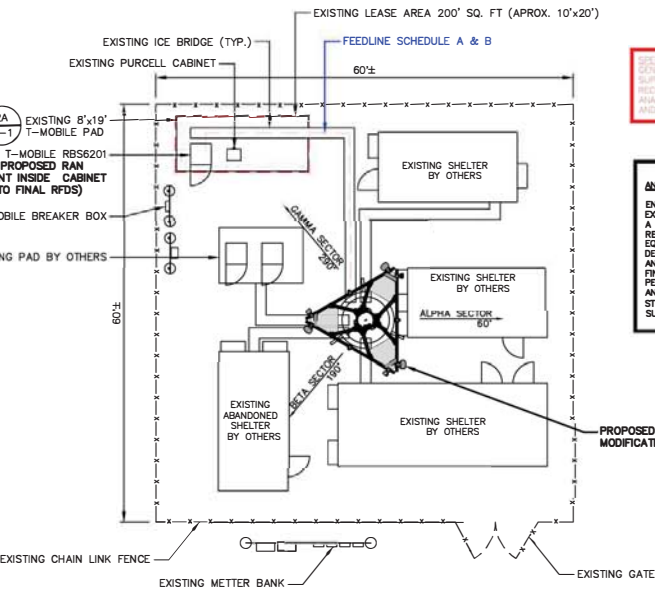 EXISTING LEASE AREA 200' SQ. FT (APROX. 10'x20')
EXISTING ICE BRIDGE (TYP.)
FEEDLINE SCHEDULE A & B
EXISTING PURCELL CABINET
60'±
EXISTING 8'x19'
T-MOBILE PAD
T-MOBILE RBS6201
PROPOSED RAN
INSIDE CABINET
TO FINAL RFDS)
BREAKER BOX
PAD BY OTHERS
60'±
EXISTING SHELTER
BY OTHERS
GAMMA SECTOR
290°
EXISTING SHELTER
BY OTHERS
ALPHA SECTOR
60°
BETA SECTOR
190°
EXISTING
ABANDONED
SHELTER
BY OTHERS
EXISTING SHELTER
BY OTHERS
PROPOSED
EXISTING CHAIN LINK FENCE
EXISTING METTER BANK
EXISTING GATE